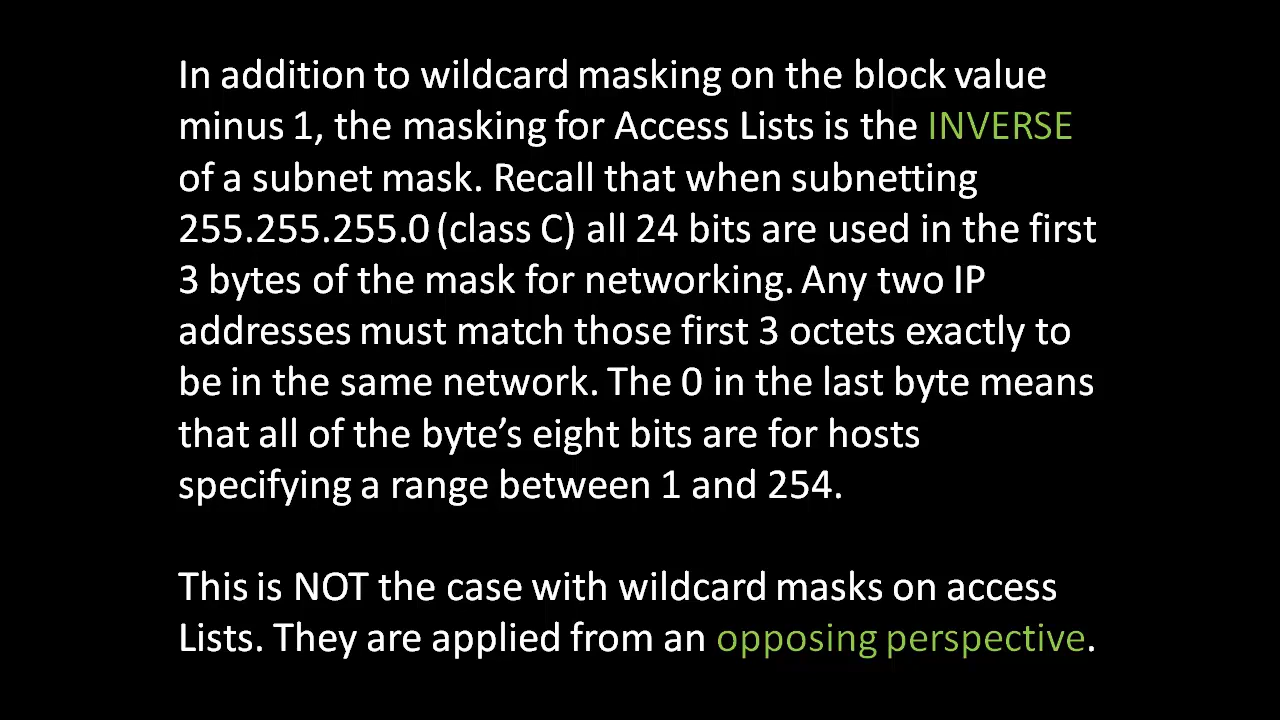 In addition to wildcard masking on the block value
minus 1, the masking for Access Lists is the INVERSE
of a subnet mask. Recall that when subnetting
255.255.255.0 (class C) all 24 bits are used in the first
3 bytes of the mask for networking. Any two IP
addresses must match those first 3 octets exactly to
be in the same network. The 0 in the last byte means
that all of the byte’s eight bits are for hosts
specifying a range between 1 and 254.
This is NOT the case with wildcard masks on access
Lists. They are applied from an opposing perspective.